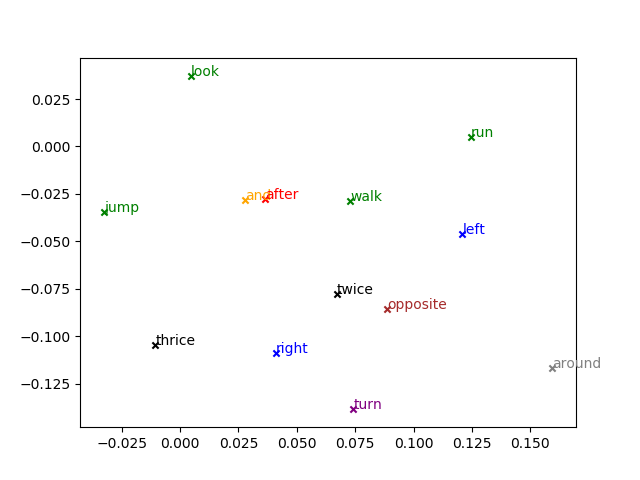 look
0.025
run
0.000
and
after
−0.025
walk
jump
left
−0.050
twice
−0.075
opposite
thrice
right
−0.100
around
turn
−0.125
−0.025 0.000 0.025 0.050 0.075 0.100 0.125 0.150